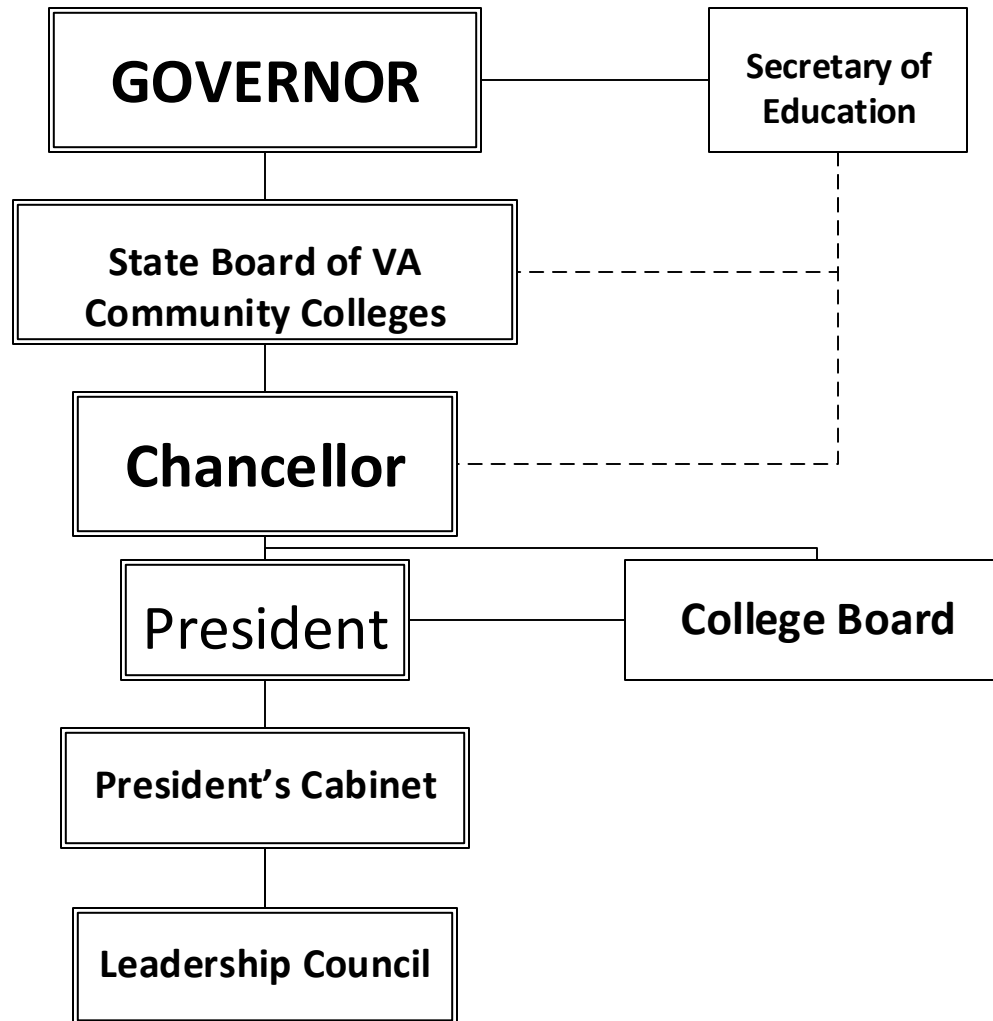 GOVERNOR
Secretary of
Education
State Board of VA
Community Colleges
Chancellor
President
College Board
President’s Cabinet
Leadership Council